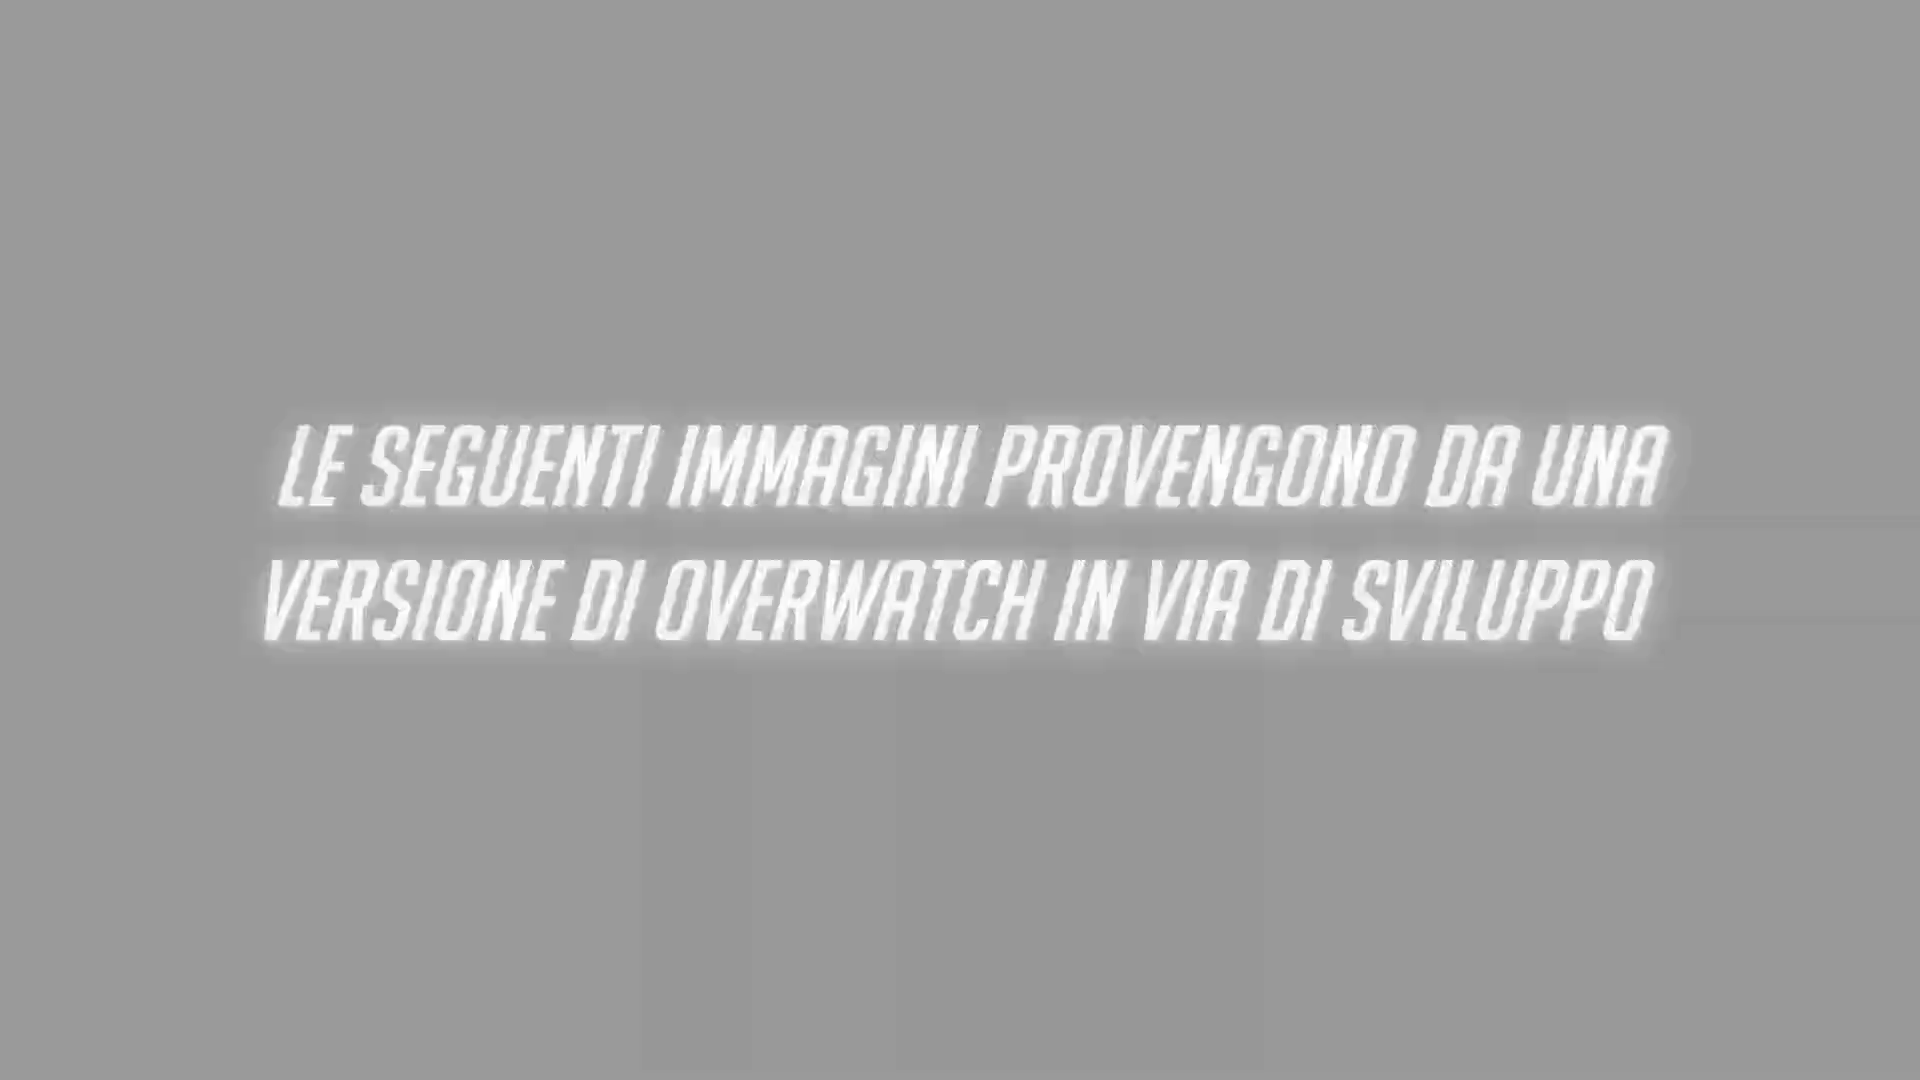 LE SEGUENTI IMMAGINI PROVENGONO DA UNA
VERSIONE DI OVERWATCH IN VIA DI SVILUPPO